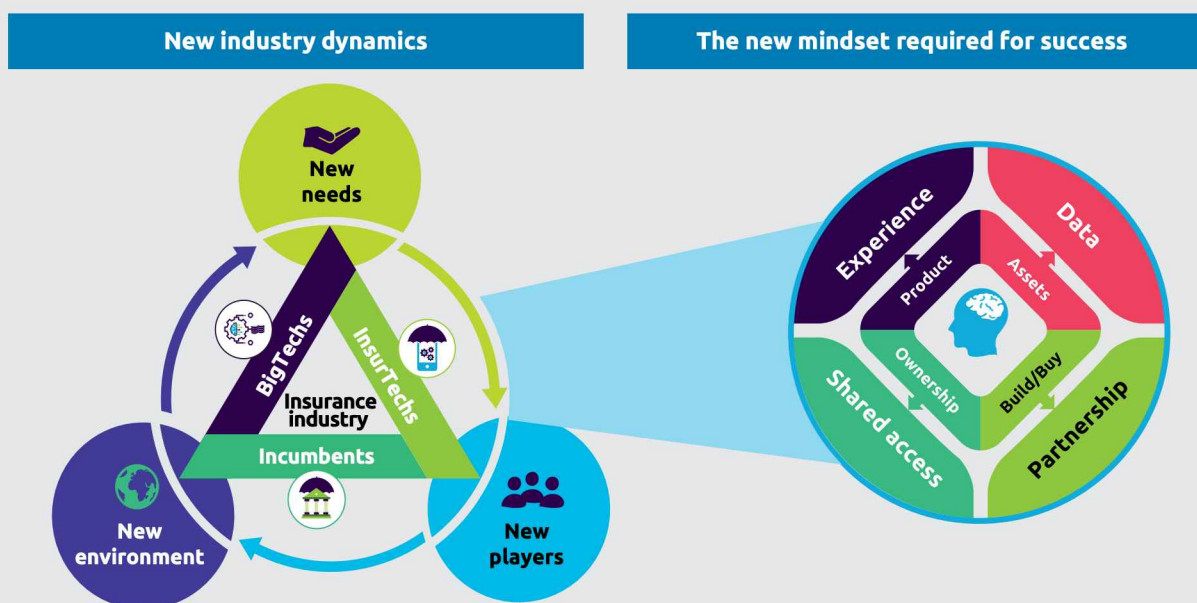 New industry dynamics
The new mindset required for success
New
needs
BigTechs
InsurTechs
Insurance
industry
Incumbents
New
environment
New
players
Experience
Data
Product
Assets
Ownership
Build/Buy
Shared access
Partnership